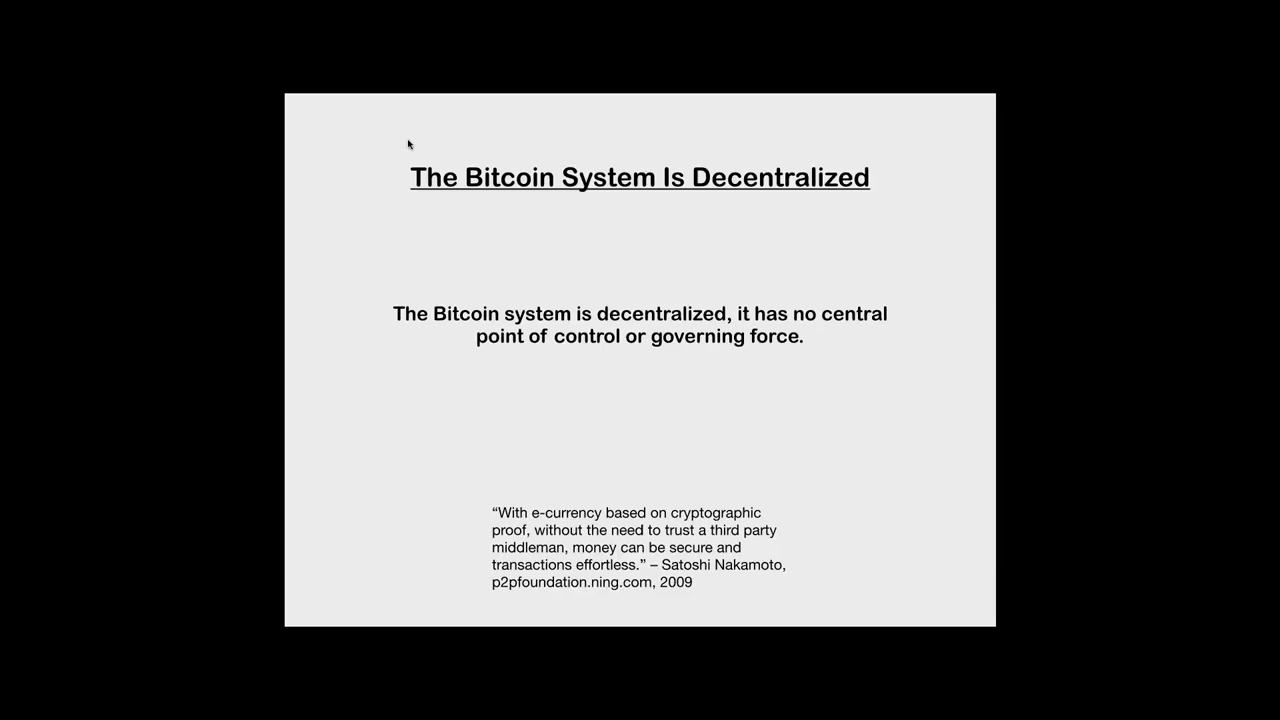 The Bitcoin System Is Decentralized
The Bitcoin system is decentralized, it has no central
point of control or governing force.
“With e-currency based on cryptographic
proof, without the need to trust a third party
middleman, money can be secure and
transactions effortless.” – Satoshi Nakamoto,
p2pfoundation.ning.com, 2009